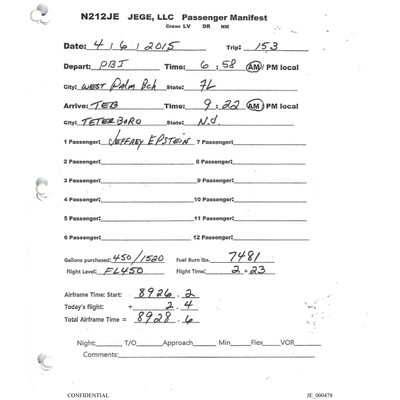 N212JE JEGE, LLC Passenger Manifest
Crew: LV DR NM
Date: 4 / 6 / 2015 Trip: 153
Depart: PBI Time: 6 : 58 AM / PM local
City: WEST Palm Bch State: FL
Arrive: TEB Time: 9 : 22 AM / PM local
City: TETERBORO State: N.J.
1 Passenger: JEFFREY EPSTEIN 7 Passenger:
2 Passenger: 8 Passenger:
3 Passenger: 9 Passenger:
4 Passenger: 10 Passenger:
5 Passenger: 11 Passenger:
6 Passenger: 12 Passenger:
Gallons purchased: 450/1520 Fuel Burn lbs. 7481
Flight Level: FL450 Flight Time: 2 + 23
Airframe Time: Start: 8926 . 2
Today's flight: + 2 . 4
Total Airframe Time = 8928 . 6
Night: T/O Approach Min Flex VOR
Comments:
CONFIDENTIAL JE_000478